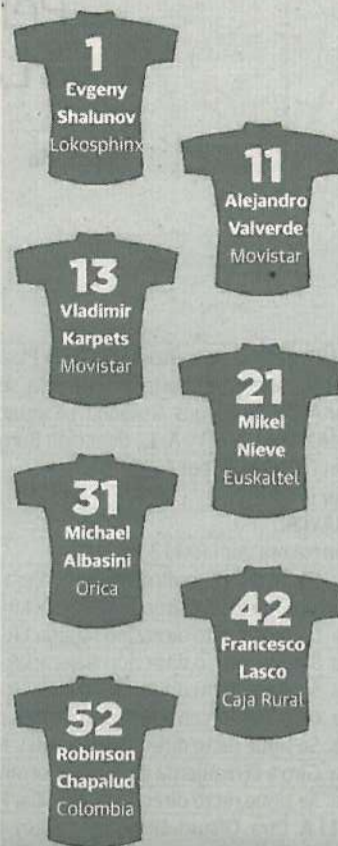 1
Evgeny
Shalunov
Lokosphinx
11
Alejandro
Valverde
Movistar
13
Vladimir
Karpets
Movistar
21
Mikel
Nieve
Euskaltel
31
Michael
Albasini
Orica
42
Francesco
Lasco
Caja Rural
52
Robinson
Chapalud
Colombia